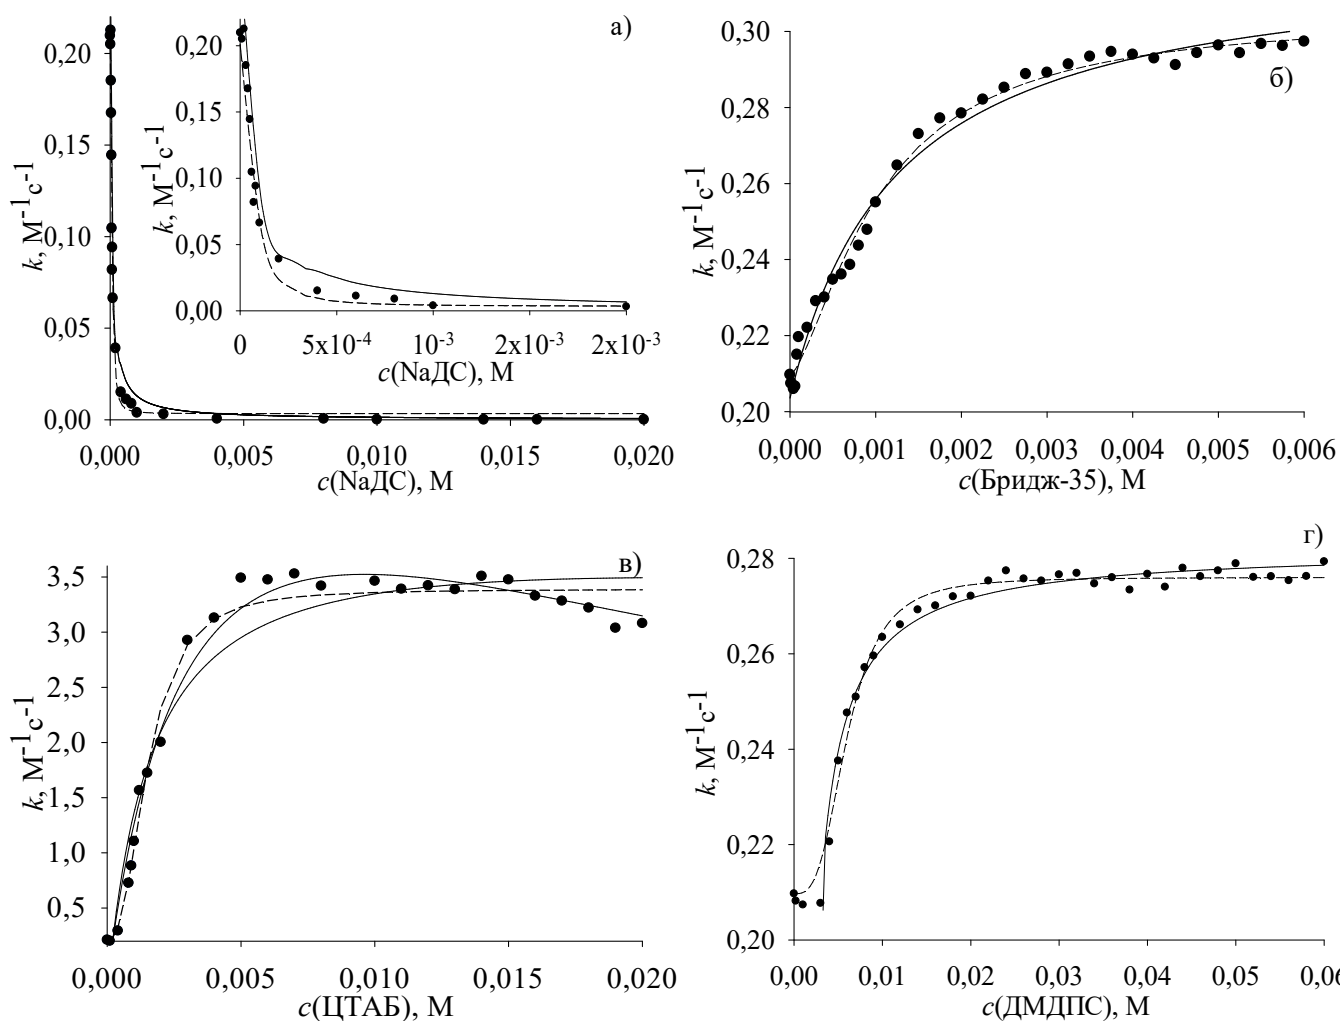 а)
0,20
0,15
0,10
0,05
0,00
k, М⁻¹с⁻¹
0,000 0,005 0,010 0,015 0,020
c(NaДС), М
0,20
0,15
0,10
0,05
0,00
k, М⁻¹с⁻¹
0 5x10⁻⁴ 10⁻³ 2x10⁻³ 2x10⁻³
c(NaДС), М
б)
0,30
0,28
0,26
0,24
0,22
0,20
k, М⁻¹с⁻¹
0,000 0,001 0,002 0,003 0,004 0,005 0,006
c(Бридж-35), М
в)
3,5
3,0
2,5
2,0
1,5
1,0
0,5
k, М⁻¹с⁻¹
0,000 0,005 0,010 0,015 0,020
c(ЦТАБ), М
г)
0,28
0,26
0,24
0,22
0,20
k, М⁻¹с⁻¹
0,00 0,01 0,02 0,03 0,04 0,05 0,06
c(ДМДПС), М